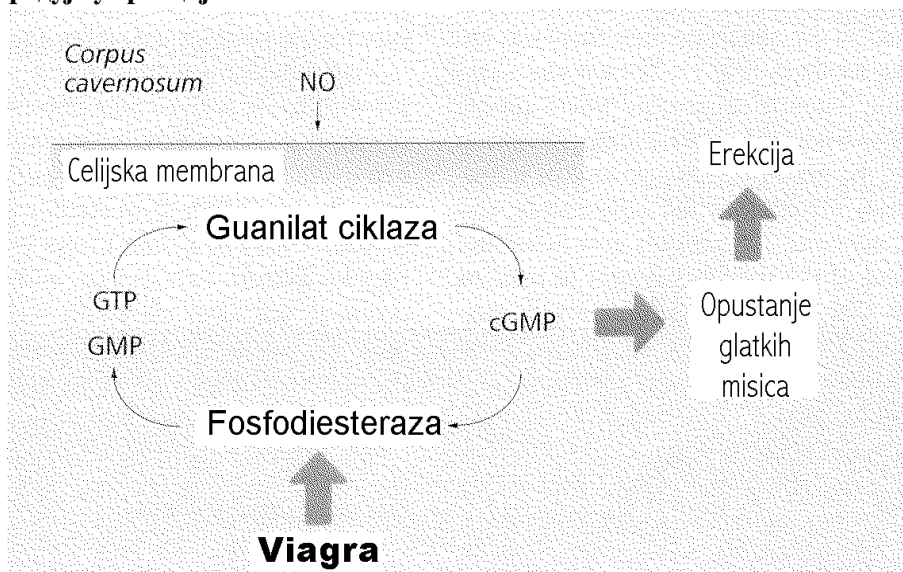 Corpus
cavernosum
NO
Celijska membrana
Erekcija
Guanilat ciklaza
GTP
GMP
cGMP
Opustanje
glatkih
misica
Fosfodiesteraza
Viagra